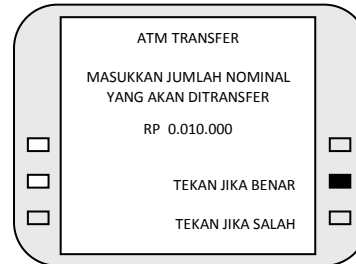 ATM TRANSFER
MASUKKAN JUMLAH NOMINAL
YANG AKAN DITRANSFER
RP 0.010.000
TEKAN JIKA BENAR
TEKAN JIKA SALAH